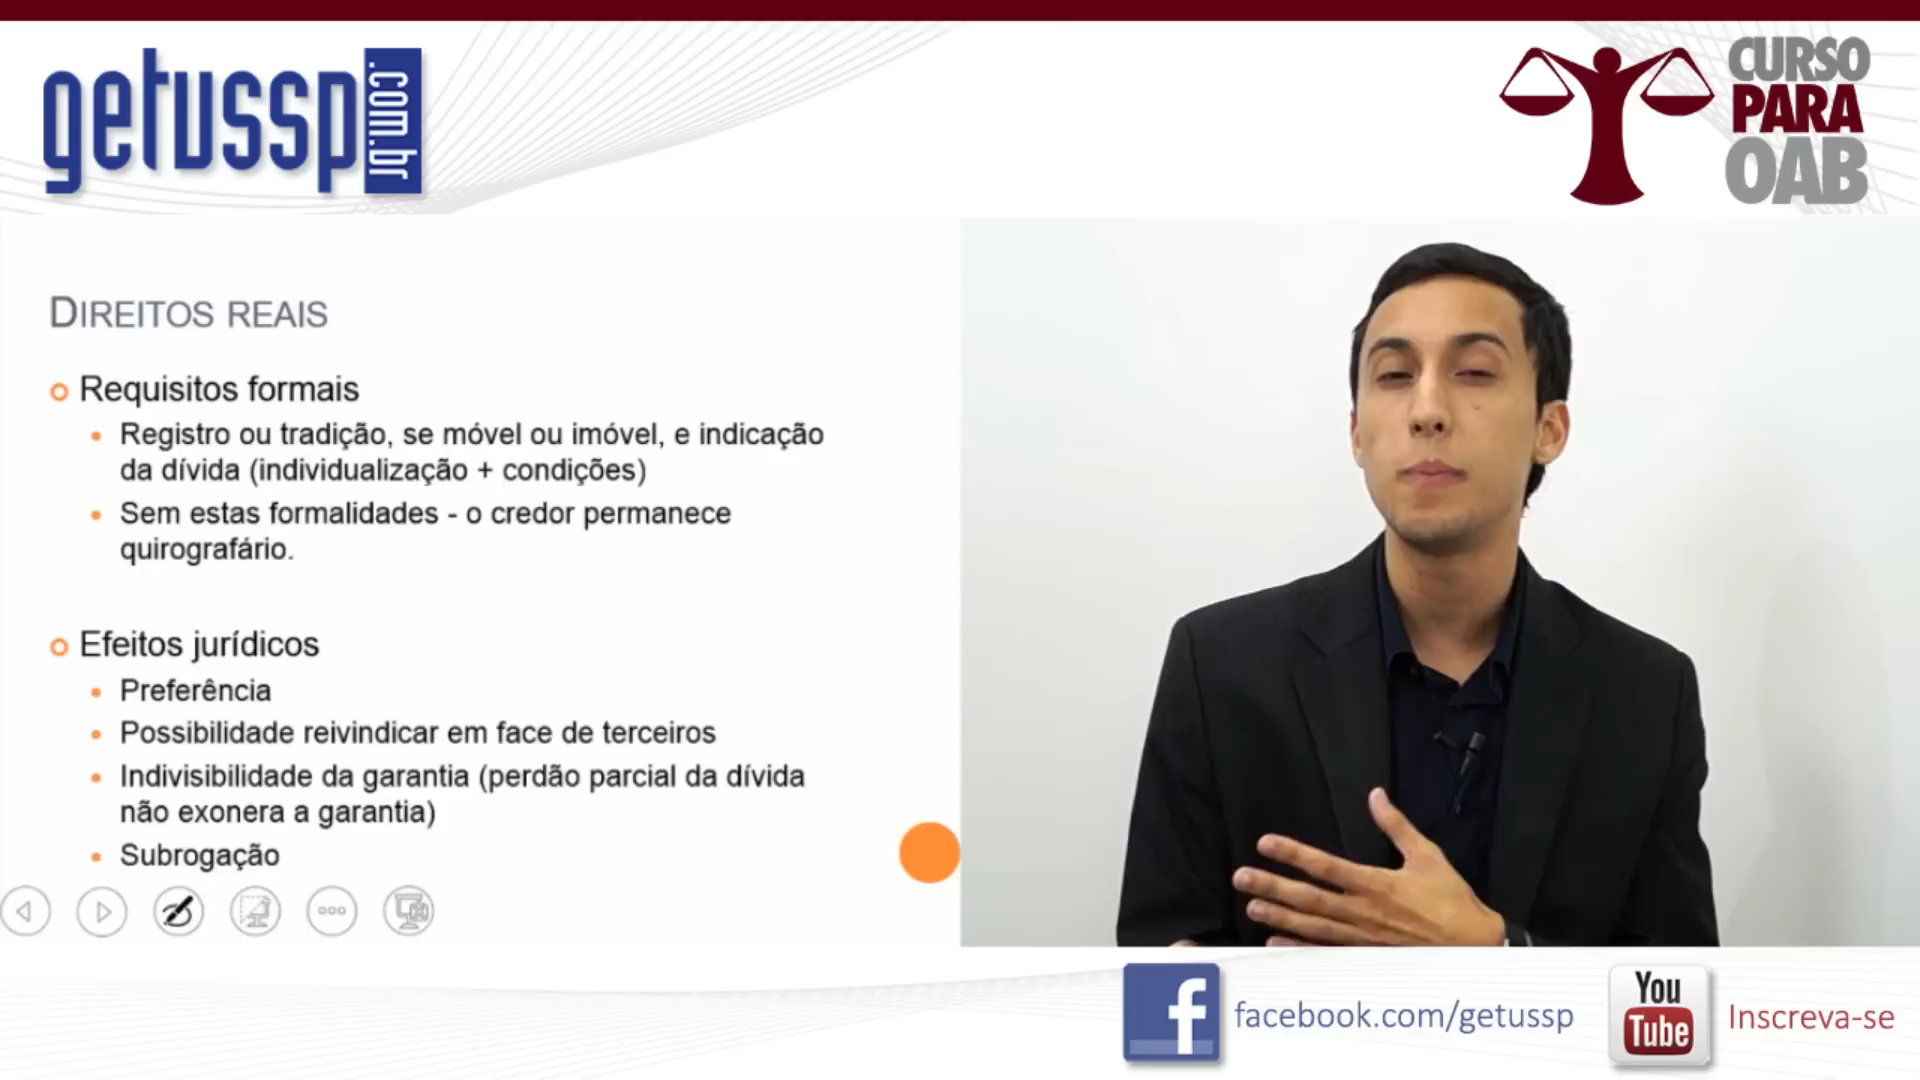 getussp.com.br
CURSO
PARA
OAB
DIREITOS REAIS
Requisitos formais
Registro ou tradição, se móvel ou imóvel, e indicação
da dívida (individualização + condições)
Sem estas formalidades - o credor permanece
quirografário.
Efeitos jurídicos
Preferência
Possibilidade reivindicar em face de terceiros
Indivisibilidade da garantia (perdão parcial da dívida
não exonera a garantia)
Subrogação
f facebook.com/getussp
You
Tube
Inscreva-se